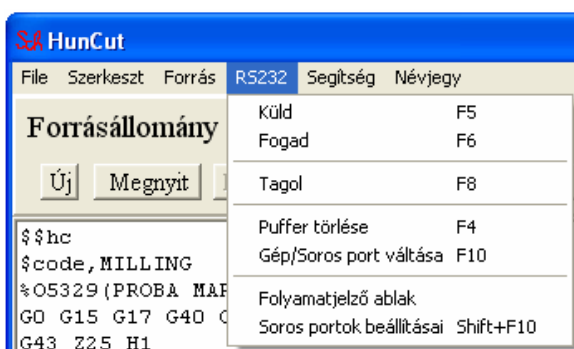 HunCut
File Szerkeszt Forrás RS232 Segítség Névjegy
Forrásállomány
Új Megnyit
Küld F5
Fogad F6
Tagol F8
Puffer törlése F4
Gép/Soros port váltása F10
Folyamatjelző ablak
Soros portok beállításai Shift+F10
$$hc
$code,MILLING
%O5329(PROBA MAR
G0 G15 G17 G40
G43 Z25 H1